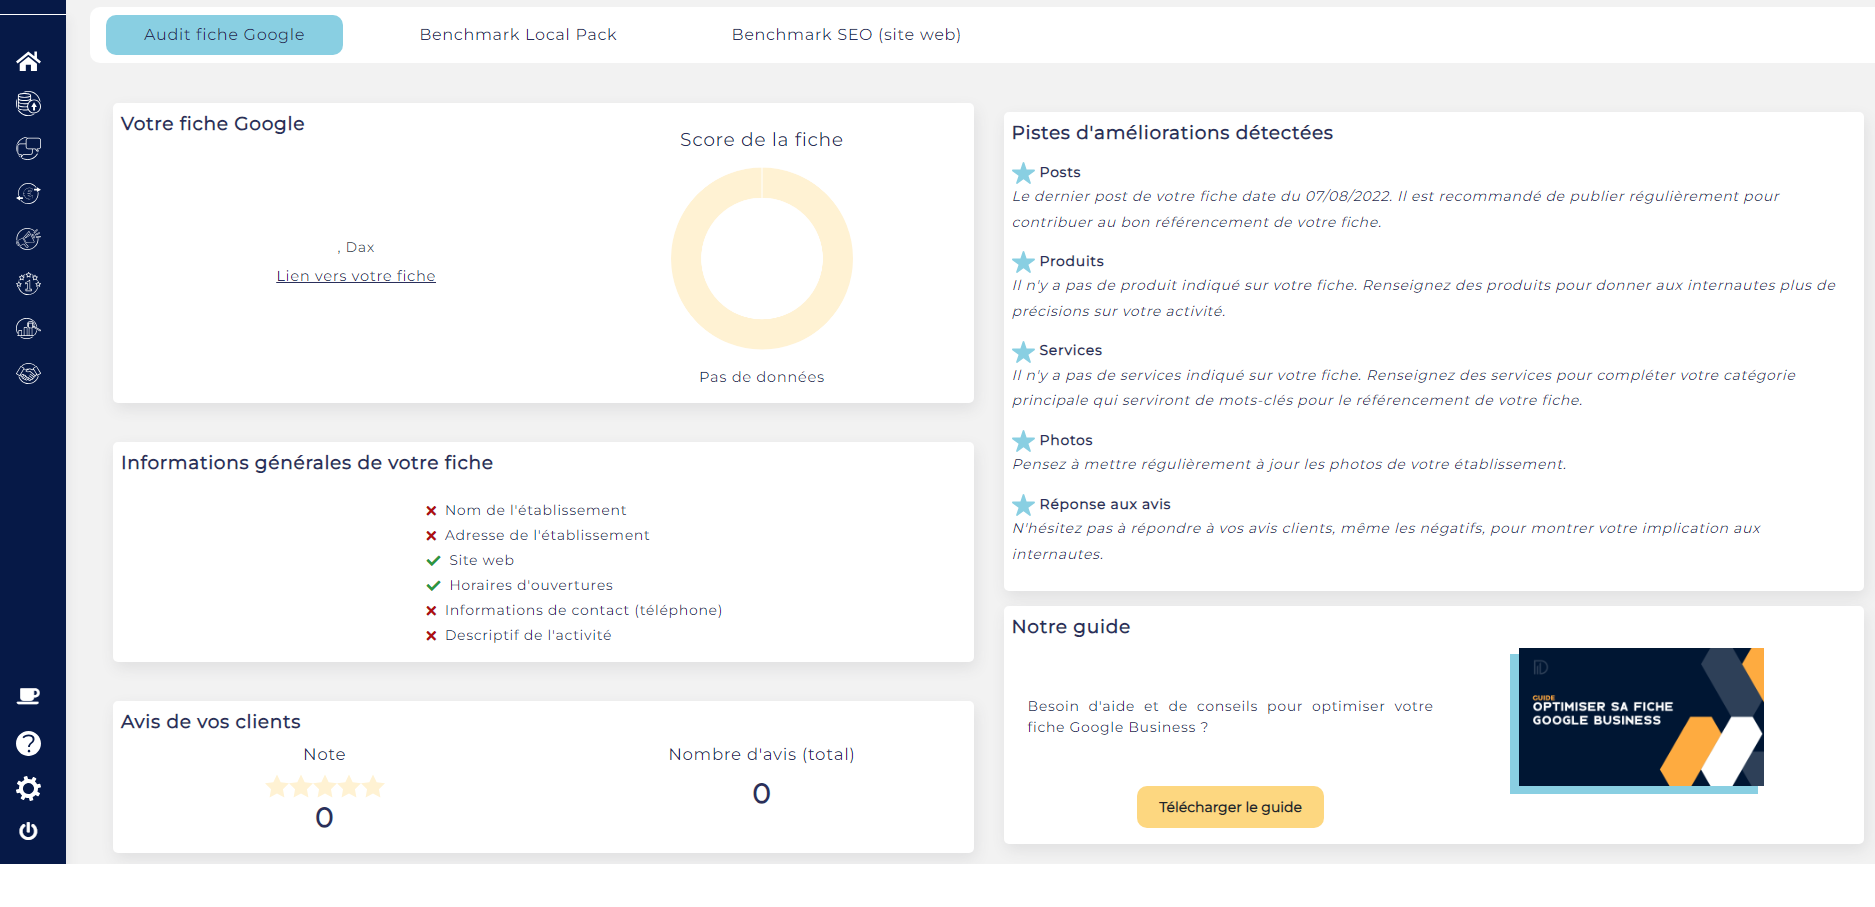 Audit fiche Google
Benchmark Local Pack
Benchmark SEO (site web)
Votre fiche Google
Score de la fiche
, Dax
Lien vers votre fiche
Pas de données
Informations générales de votre fiche
Nom de l'établissement
Adresse de l'établissement
Site web
Horaires d'ouvertures
Informations de contact (téléphone)
Descriptif de l'activité
Avis de vos clients
Note
0
Nombre d'avis (total)
0
Pistes d'améliorations détectées
Posts
Le dernier post de votre fiche date du 07/08/2022. Il est recommandé de publier régulièrement pour
contribuer au bon référencement de votre fiche.
Produits
Il n'y a pas de produit indiqué sur votre fiche. Renseignez des produits pour donner aux internautes plus de
précisions sur votre activité.
Services
Il n'y a pas de services indiqué sur votre fiche. Renseignez des services pour compléter votre catégorie
principale qui serviront de mots-clés pour le référencement de votre fiche.
Photos
Pensez à mettre régulièrement à jour les photos de votre établissement.
Réponse aux avis
N'hésitez pas à répondre à vos avis clients, même les négatifs, pour montrer votre implication aux
internautes.
Notre guide
Besoin d'aide et de conseils pour optimiser votre
fiche Google Business ?
Télécharger le guide
GUIDE
OPTIMISER SA FICHE
GOOGLE BUSINESS